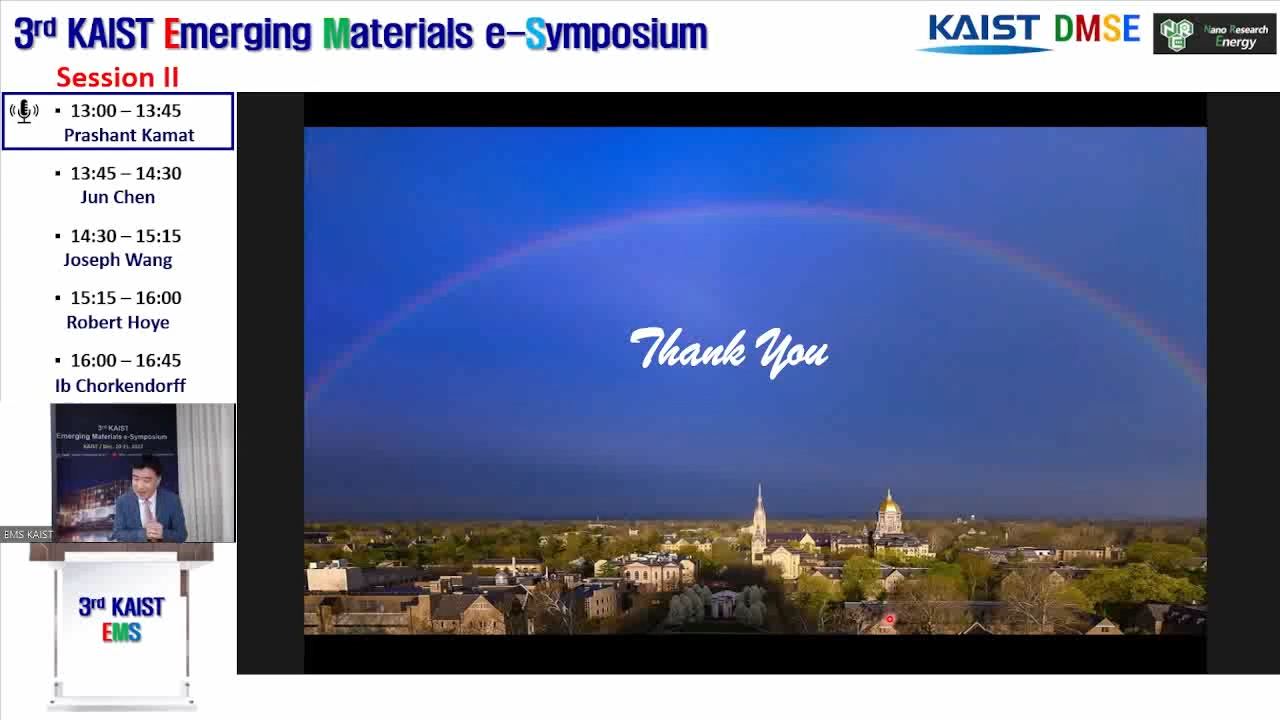 3rd KAIST Emerging Materials e-Symposium
KAIST DMSE
NRE
Nano Research
Energy
Session II
▪ 13:00 – 13:45
Prashant Kamat
▪ 13:45 – 14:30
Jun Chen
▪ 14:30 – 15:15
Joseph Wang
▪ 15:15 – 16:00
Robert Hoye
▪ 16:00 – 16:45
Ib Chorkendorff
Thank You
3rd KAIST
Emerging Materials e-Symposium
EMS KAIST
3rd KAIST
EMS